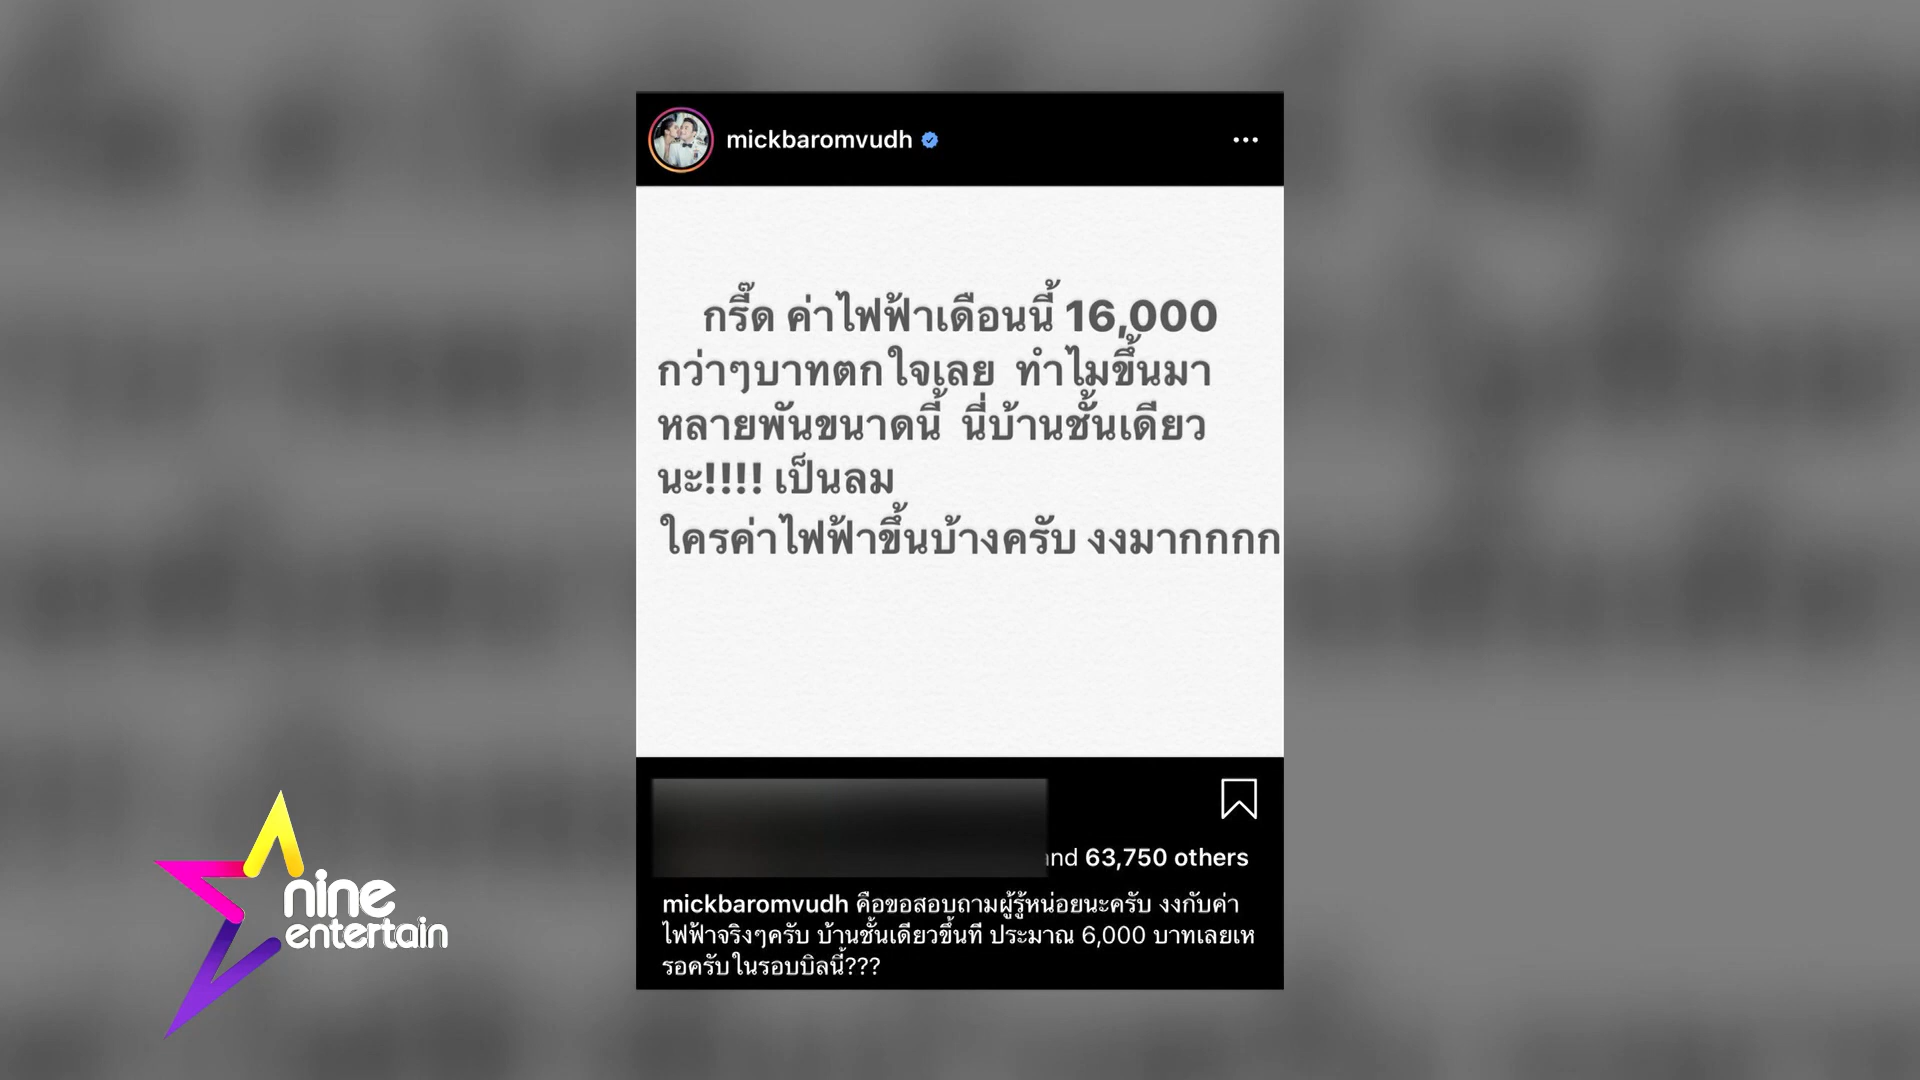 mickbaromvudh
กรี๊ด ค่าไฟฟ้าเดือนนี้ 16,000
กว่าๆบาทตกใจเลย ทำไมขึ้นมา
หลายพันขนาดนี้ นี่บ้านชั้นเดียว
นะ!!!! เป็นลม
ใครค่าไฟฟ้าขึ้นบ้างครับ งงมากกกก
and 63,750 others
mickbaromvudh คือขอสอบถามผู้รู้หน่อยนะครับ งงกับค่า
ไฟฟ้าจริงๆครับ บ้านชั้นเดียวขึ้นที ประมาณ 6,000 บาทเลยเห
รอครับในรอบบิลนี้???
nine
entertain